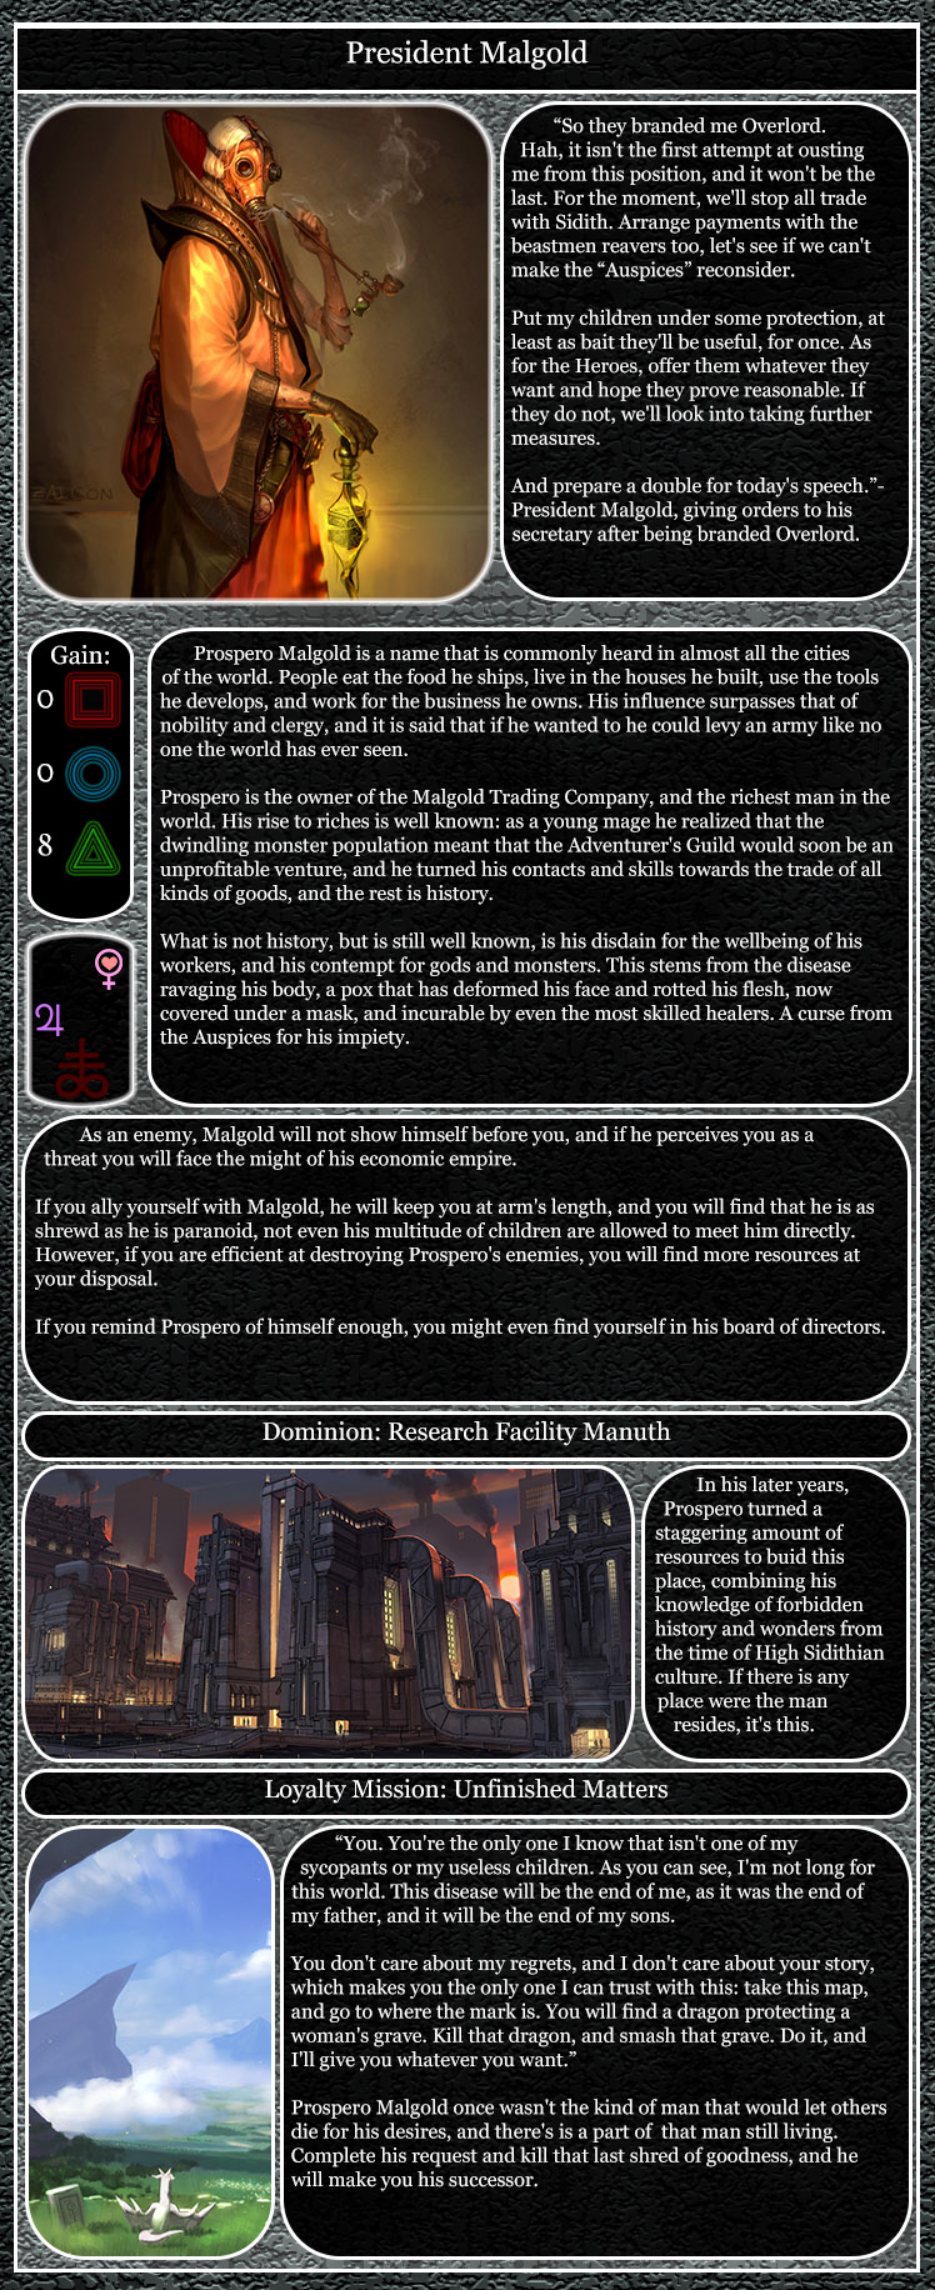 President Malgold
“So they branded me Overlord.
Hah, it isn't the first attempt at ousting
me from this position, and it won't be the
last. For the moment, we'll stop all trade
with Sidith. Arrange payments with the
beastmen reavers too, let's see if we can't
make the “Auspices” reconsider.
Put my children under some protection, at
least as bait they'll be useful, for once. As
for the Heroes, offer them whatever they
want and hope they prove reasonable. If
they do not, we'll look into taking further
measures.
And prepare a double for today's speech.”-
President Malgold, giving orders to his
secretary after being branded Overlord.
Gain:
0
0
8
Prospero Malgold is a name that is commonly heard in almost all the cities
of the world. People eat the food he ships, live in the houses he built, use the tools
he develops, and work for the business he owns. His influence surpasses that of
nobility and clergy, and it is said that if he wanted to he could levy an army like no
one the world has ever seen.
Prospero is the owner of the Malgold Trading Company, and the richest man in the
world. His rise to riches is well known: as a young mage he realized that the
dwindling monster population meant that the Adventurer's Guild would soon be an
unprofitable venture, and he turned his contacts and skills towards the trade of all
kinds of goods, and the rest is history.
What is not history, but is still well known, is his disdain for the wellbeing of his
workers, and his contempt for gods and monsters. This stems from the disease
ravaging his body, a pox that has deformed his face and rotted his flesh, now
covered under a mask, and incurable by even the most skilled healers. A curse from
the Auspices for his impiety.
As an enemy, Malgold will not show himself before you, and if he perceives you as a
threat you will face the might of his economic empire.
If you ally yourself with Malgold, he will keep you at arm's length, and you will find that he is as
shrewd as he is paranoid, not even his multitude of children are allowed to meet him directly.
However, if you are efficient at destroying Prospero's enemies, you will find more resources at
your disposal.
If you remind Prospero of himself enough, you might even find yourself in his board of directors.
Dominion: Research Facility Manuth
In his later years,
Prospero turned a
staggering amount of
resources to buid this
place, combining his
knowledge of forbidden
history and wonders from
the time of High Sidithian
culture. If there is any
place were the man
resides, it's this.
Loyalty Mission: Unfinished Matters
“You. You're the only one I know that isn't one of my
sycopants or my useless children. As you can see, I'm not long for
this world. This disease will be the end of me, as it was the end of
my father, and it will be the end of my sons.
You don't care about my regrets, and I don't care about your story,
which makes you the only one I can trust with this: take this map,
and go to where the mark is. You will find a dragon protecting a
woman's grave. Kill that dragon, and smash that grave. Do it, and
I'll give you whatever you want.”
Prospero Malgold once wasn't the kind of man that would let others
die for his desires, and there's is a part of  that man still living.
Complete his request and kill that last shred of goodness, and he
will make you his successor.